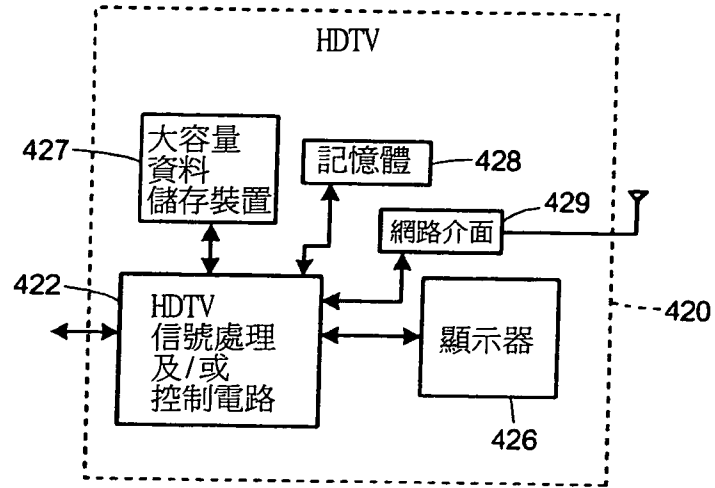 HDTV
427
大容量
資料
儲存裝置
記憶體
428
429
網路介面
422
HDTV
信號處理
及/或
控制電路
顯示器
420
426